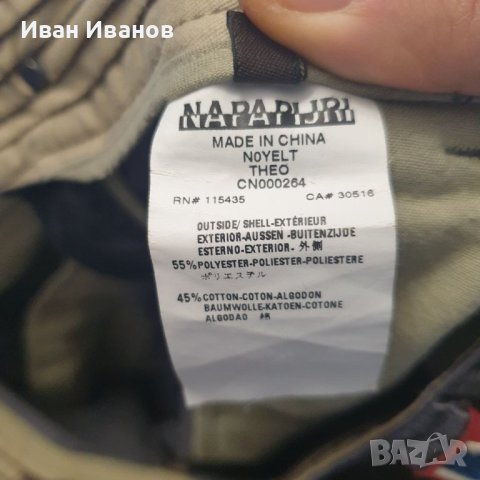 Иван Иванов
NAPAPIJRI
MADE IN CHINA
N0YELT
THEO
CN000264
RN# 115435 CA# 30516
OUTSIDE/ SHELL-EXTÉRIEUR
EXTERIOR-AUSSEN -BUITENZIJDE
ESTERNO-EXTERIOR- 外側
55% POLYESTER-POLIESTER-POLIESTERE
ポリエステル
45% COTTON-COTON-ALGODON
BAUMWOLLE-KATOEN-COTONE
ALGODAO 綿
BAZAR